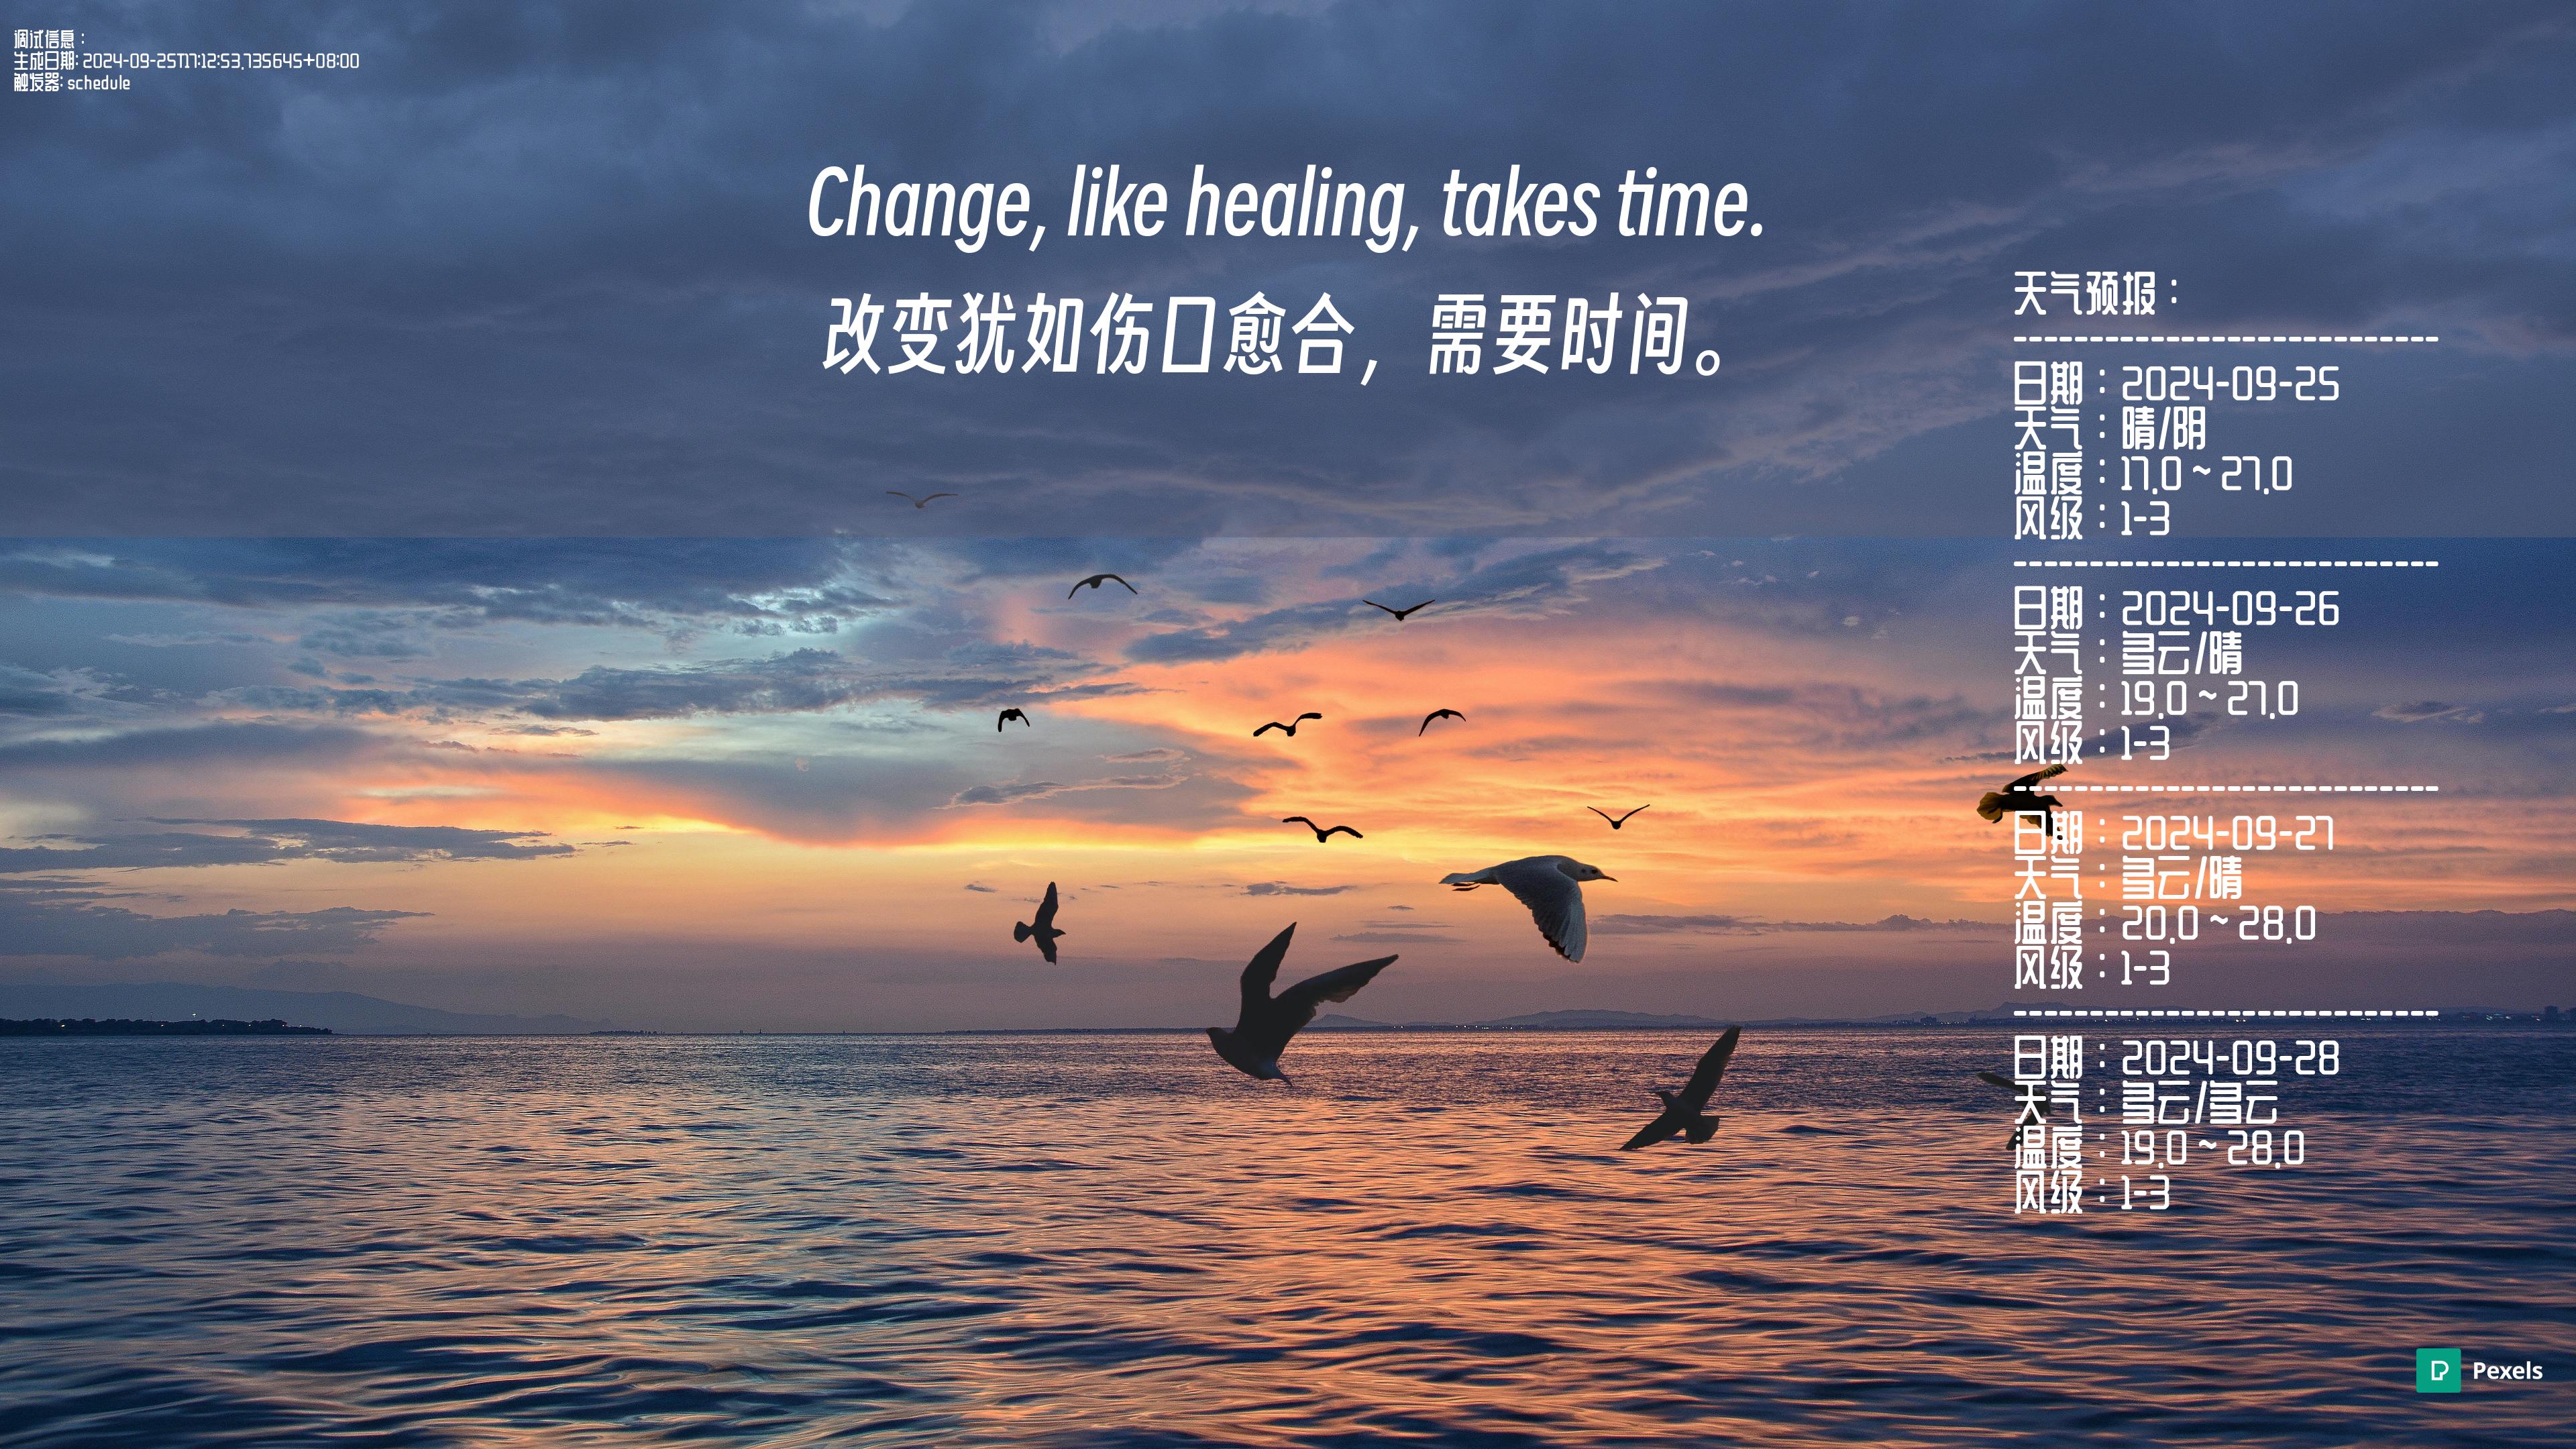 调试信息：
生成日期: 2024-09-25T17:12:53.735645+08:00
触发器: schedule
Change, like healing, takes time.
改变犹如伤口愈合，需要时间。
天气预报：
----------------------------
日期：2024-09-25
天气：晴/阴
温度：17.0 ~ 27.0
风级：1-3
----------------------------
日期：2024-09-26
天气：多云/晴
温度：19.0 ~ 27.0
风级：1-3
----------------------------
日期：2024-09-27
天气：多云/晴
温度：20.0 ~ 28.0
风级：1-3
----------------------------
日期：2024-09-28
天气：多云/多云
温度：19.0 ~ 28.0
风级：1-3
Pexels